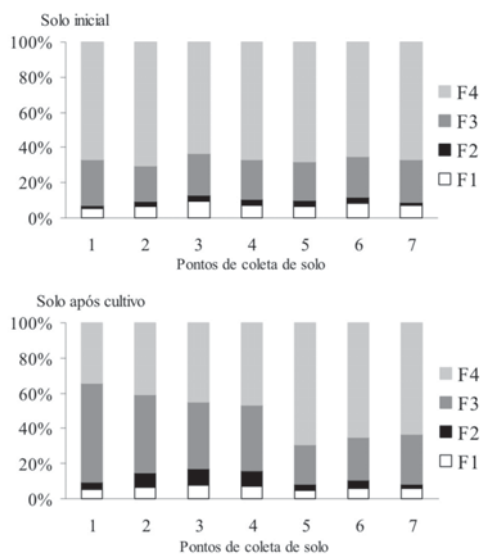 Solo inicial
100%
80%
60%
40%
20%
0%
F4
F3
F2
F1
1 2 3 4 5 6 7
Pontos de coleta de solo
Solo após cultivo
100%
80%
60%
40%
20%
0%
F4
F3
F2
F1
1 2 3 4 5 6 7
Pontos de coleta de solo